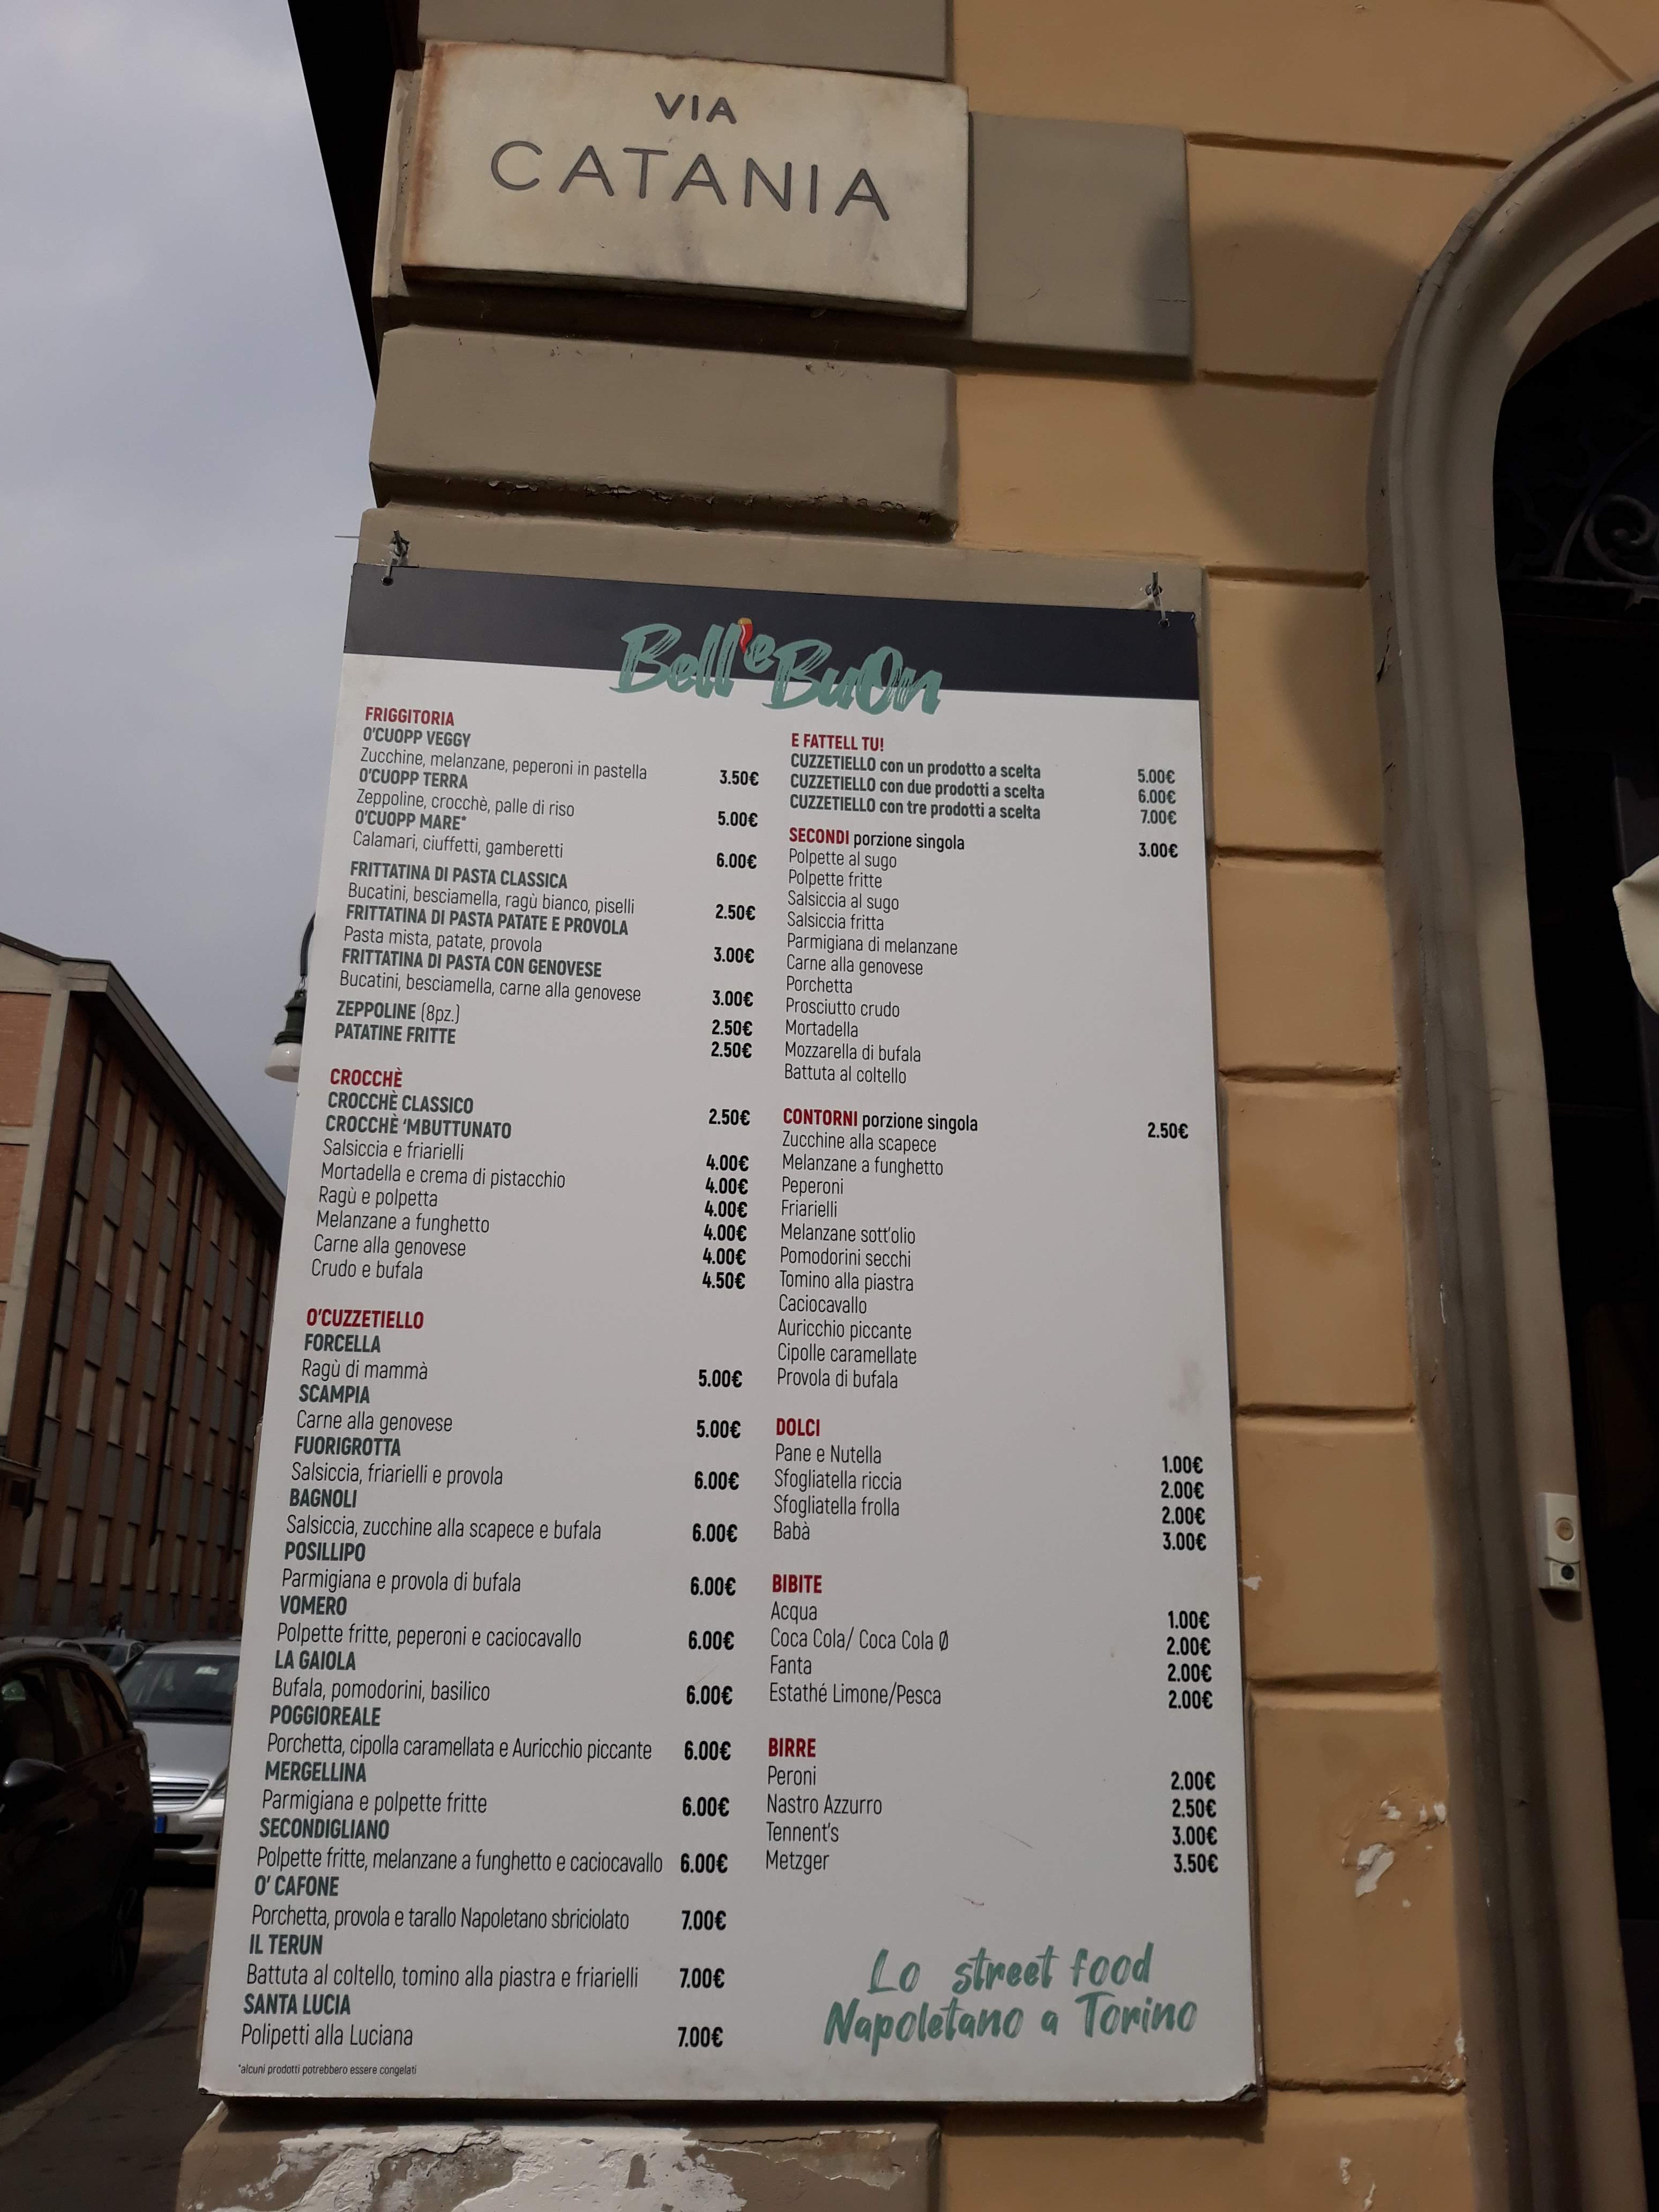 VIA
CATANIA
Bell'e BuOn
FRIGGITORIA
O'CUOPP VEGGY
Zucchine, melanzane, peperoni in pastella 3.50€
O'CUOPP TERRA
Zeppoline, crocchè, palle di riso 5.00€
O'CUOPP MARE*
Calamari, ciuffetti, gamberetti 6.00€
FRITTATINA DI PASTA CLASSICA
Bucatini, besciamella, ragù bianco, piselli 2.50€
FRITTATINA DI PASTA PATATE E PROVOLA
Pasta mista, patate, provola 3.00€
FRITTATINA DI PASTA CON GENOVESE
Bucatini, besciamella, carne alla genovese 3.00€
ZEPPOLINE (8pz.) 2.50€
PATATINE FRITTE 2.50€
CROCCHÈ
CROCCHÈ CLASSICO 2.50€
CROCCHÈ 'MBUTTUNATO
Salsiccia e friarielli 4.00€
Mortadella e crema di pistacchio 4.00€
Ragù e polpetta 4.00€
Melanzane a funghetto 4.00€
Carne alla genovese 4.00€
Crudo e bufala 4.50€
O'CUZZETIELLO
FORCELLA
Ragù di mammà 5.00€
SCAMPIA
Carne alla genovese 5.00€
FUORIGROTTA
Salsiccia, friarielli e provola 6.00€
BAGNOLI
Salsiccia, zucchine alla scapece e bufala 6.00€
POSILLIPO
Parmigiana e provola di bufala 6.00€
VOMERO
Polpette fritte, peperoni e caciocavallo 6.00€
LA GAIOLA
Bufala, pomodorini, basilico 6.00€
POGGIOREALE
Porchetta, cipolla caramellata e Auricchio piccante 6.00€
MERGELLINA
Parmigiana e polpette fritte 6.00€
SECONDIGLIANO
Polpette fritte, melanzane a funghetto e caciocavallo 6.00€
O' CAFONE
Porchetta, provola e tarallo Napoletano sbriciolato 7.00€
IL TERUN
Battuta al coltello, tomino alla piastra e friarielli 7.00€
SANTA LUCIA
Polipetti alla Luciana 7.00€
*alcuni prodotti potrebbero essere congelati
E FATTELL TU!
CUZZETIELLO con un prodotto a scelta 5.00€
CUZZETIELLO con due prodotti a scelta 6.00€
CUZZETIELLO con tre prodotti a scelta 7.00€
SECONDI porzione singola 3.00€
Polpette al sugo
Polpette fritte
Salsiccia al sugo
Salsiccia fritta
Parmigiana di melanzane
Carne alla genovese
Porchetta
Prosciutto crudo
Mortadella
Mozzarella di bufala
Battuta al coltello
CONTORNI porzione singola 2.50€
Zucchine alla scapece
Melanzane a funghetto
Peperoni
Friarielli
Melanzane sott'olio
Pomodorini secchi
Tomino alla piastra
Caciocavallo
Auricchio piccante
Cipolle caramellate
Provola di bufala
DOLCI
Pane e Nutella 1.00€
Sfogliatella riccia 2.00€
Sfogliatella frolla 2.00€
Babà 3.00€
BIBITE
Acqua 1.00€
Coca Cola/ Coca Cola Ø 2.00€
Fanta 2.00€
Estathé Limone/Pesca 2.00€
BIRRE
Peroni 2.00€
Nastro Azzurro 2.50€
Tennent's 3.00€
Metzger 3.50€
Lo street food
Napoletano a Torino